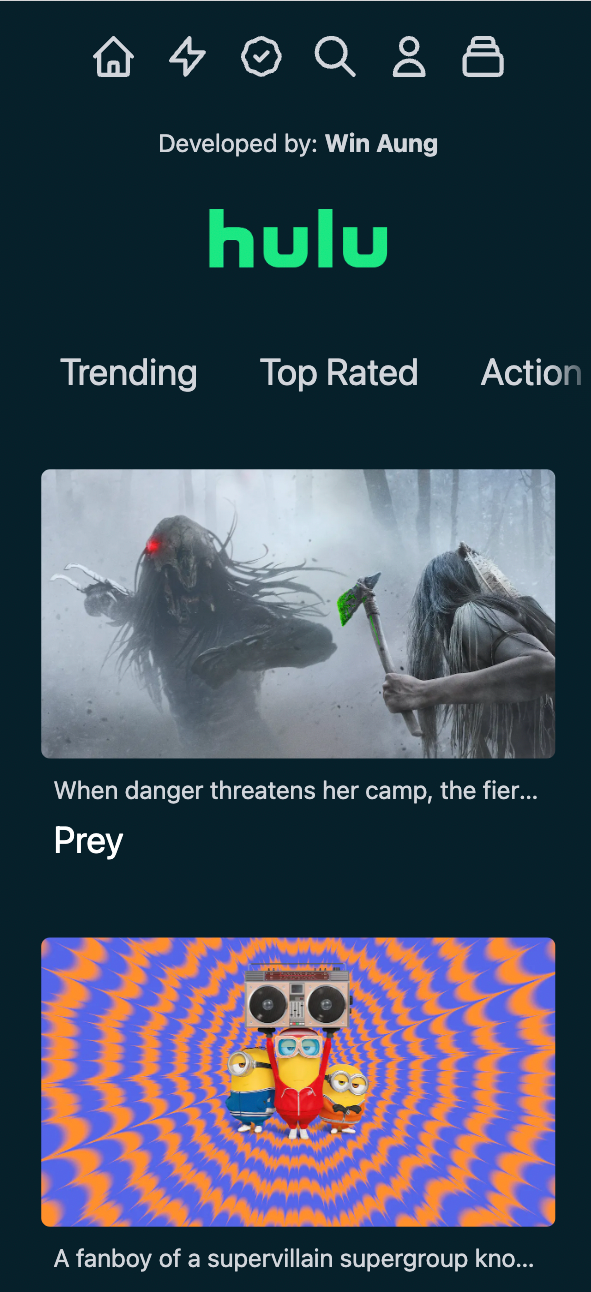 Developed by: Win Aung
hulu
Trending Top Rated Action
When danger threatens her camp, the fier...
Prey
A fanboy of a supervillain supergroup kno...